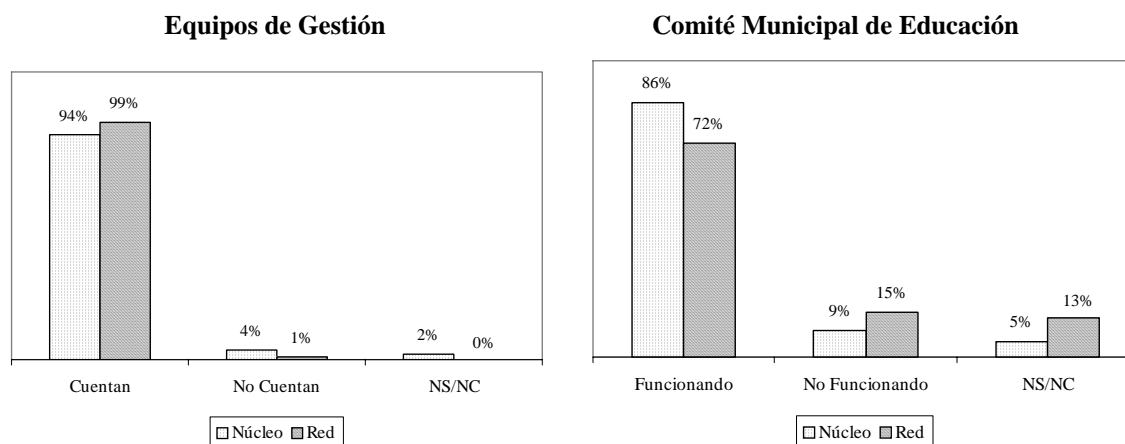 Equipos de Gestión
94%
99%
4%
1%
2%
0%
Cuentan
No Cuentan
NS/NC
Núcleo
Red
Comité Municipal de Educación
86%
72%
9%
15%
5%
13%
Funcionando
No Funcionando
NS/NC
Núcleo
Red